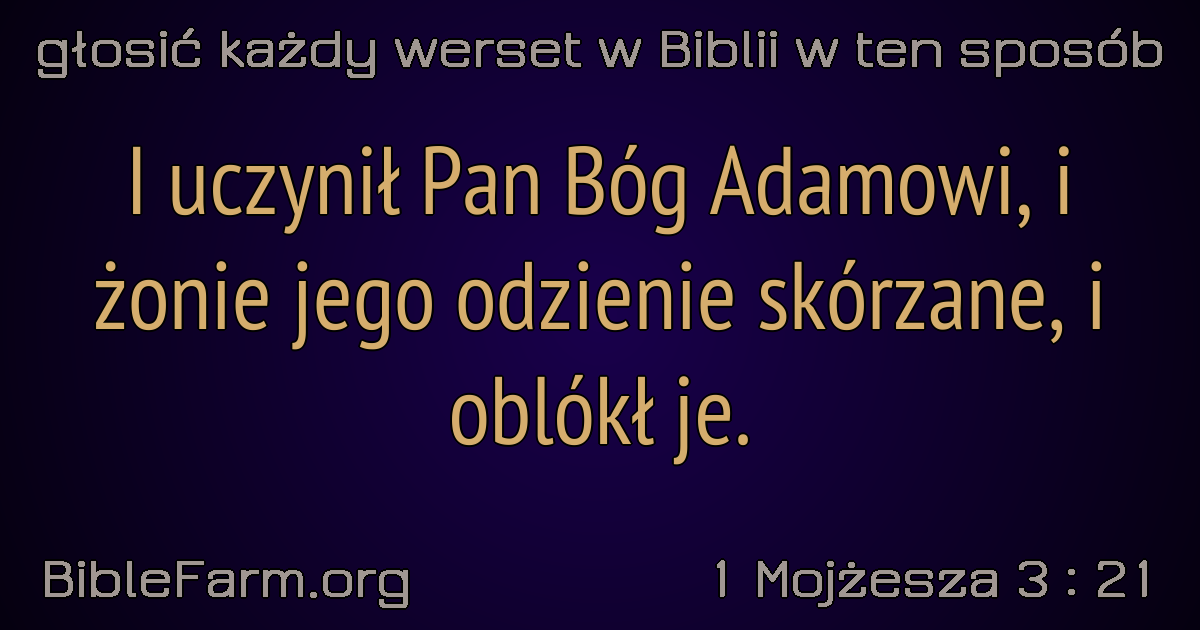 głosić każdy werset w Biblii w ten sposób
I uczynił Pan Bóg Adamowi, i
żonie jego odzienie skórzane, i
oblókł je.
BibleFarm.org
1 Mojżesza 3 : 21